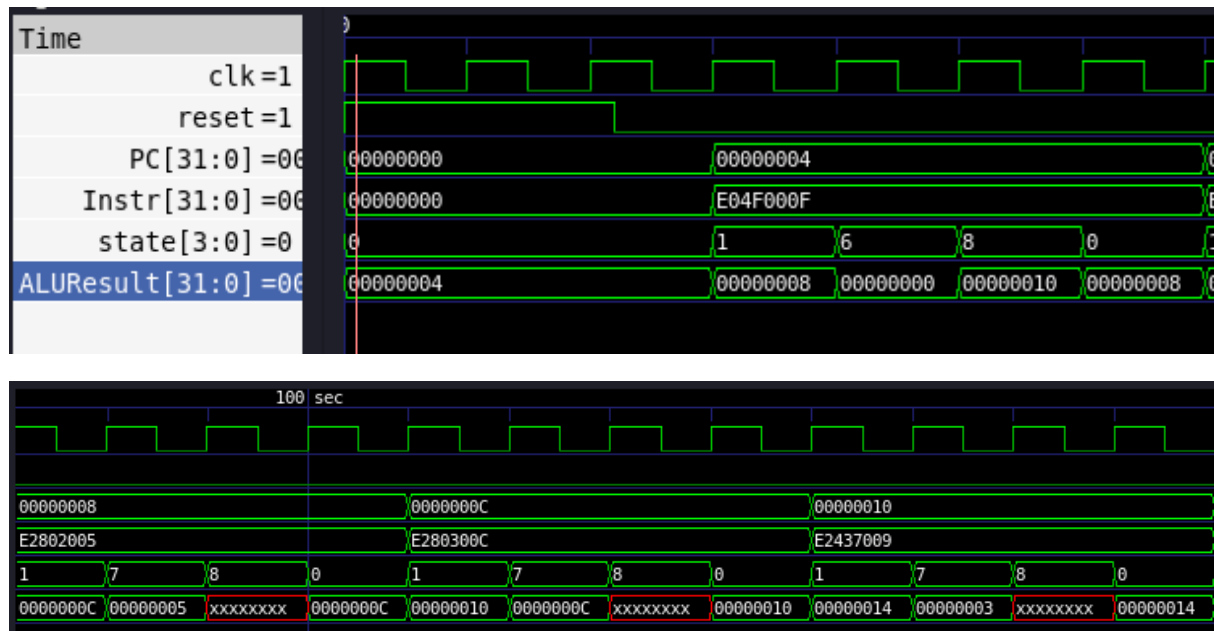 0
Time
clk=1
reset=1
PC[31:0]=00 00000000 00000004
Instr[31:0]=00 00000000 E04F000F
state[3:0]=0 0 1 6 8 0 1
ALUResult[31:0]=00 00000004 00000008 00000000 00000010 00000008
100 sec
00000008 0000000C 00000010
E2802005 E280300C E2437009
1 7 8 0 1 7 8 0 1 7 8 0
0000000C 00000005 xxxxxxxx 0000000C 00000010 0000000C xxxxxxxx 00000010 00000014 00000003 xxxxxxxx 00000014